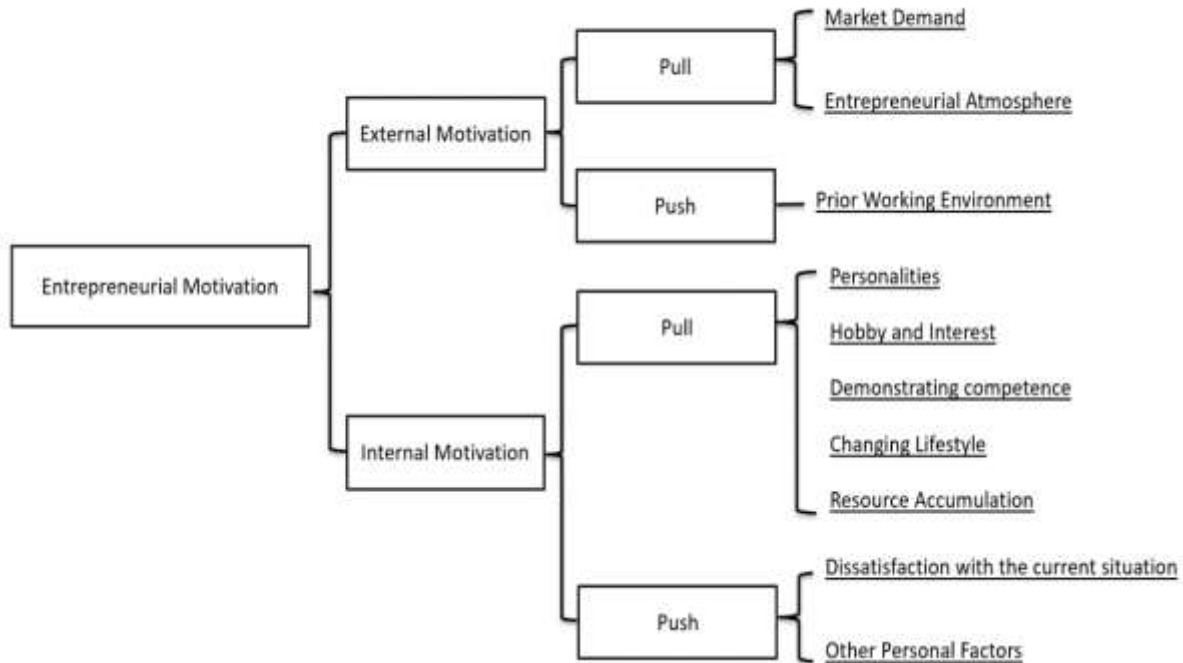 Market Demand
Pull
Entrepreneurial Atmosphere
External Motivation
Push
Prior Working Environment
Entrepreneurial Motivation
Personalities
Pull
Hobby and Interest
Demonstrating competence
Changing Lifestyle
Internal Motivation
Resource Accumulation
Dissatisfaction with the current situation
Push
Other Personal Factors